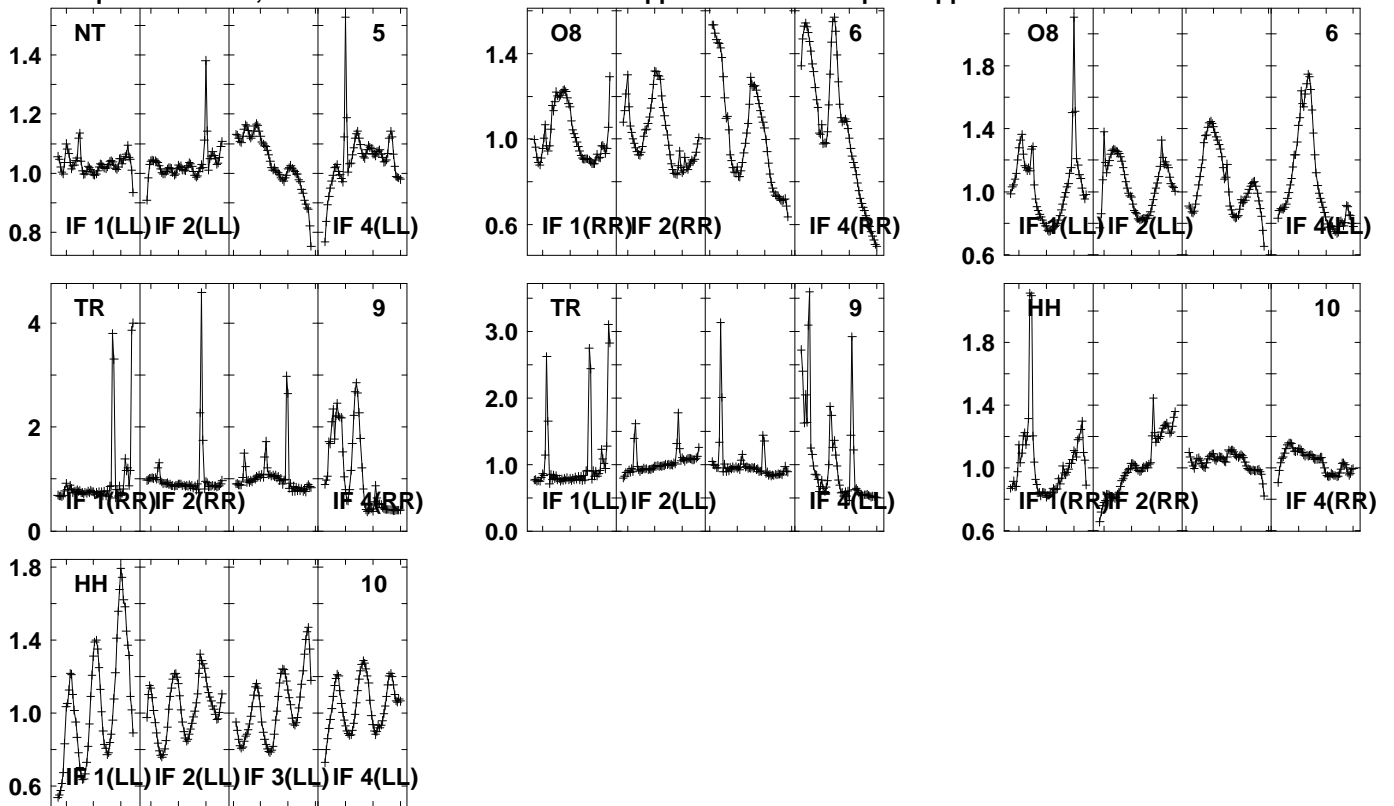 NT 5
1.4
1.2
1.0
0.8
IF 1(LL) IF 2(LL) IF 4(LL)
O8 6
1.4
1.0
0.6
IF 1(RR) IF 2(RR) IF 4(RR)
O8 6
1.8
1.4
1.0
0.6
IF 1(LL) IF 2(LL) IF 4(LL)
TR 9
4
2
0
IF 1(RR) IF 2(RR) IF 4(RR)
TR 9
3.0
2.0
1.0
0.0
IF 1(LL) IF 2(LL) IF 4(LL)
HH 10
1.8
1.4
1.0
0.6
IF 1(RR) IF 2(RR) IF 4(RR)
HH 10
1.8
1.4
1.0
0.6
IF 1(LL) IF 2(LL) IF 3(LL) IF 4(LL)